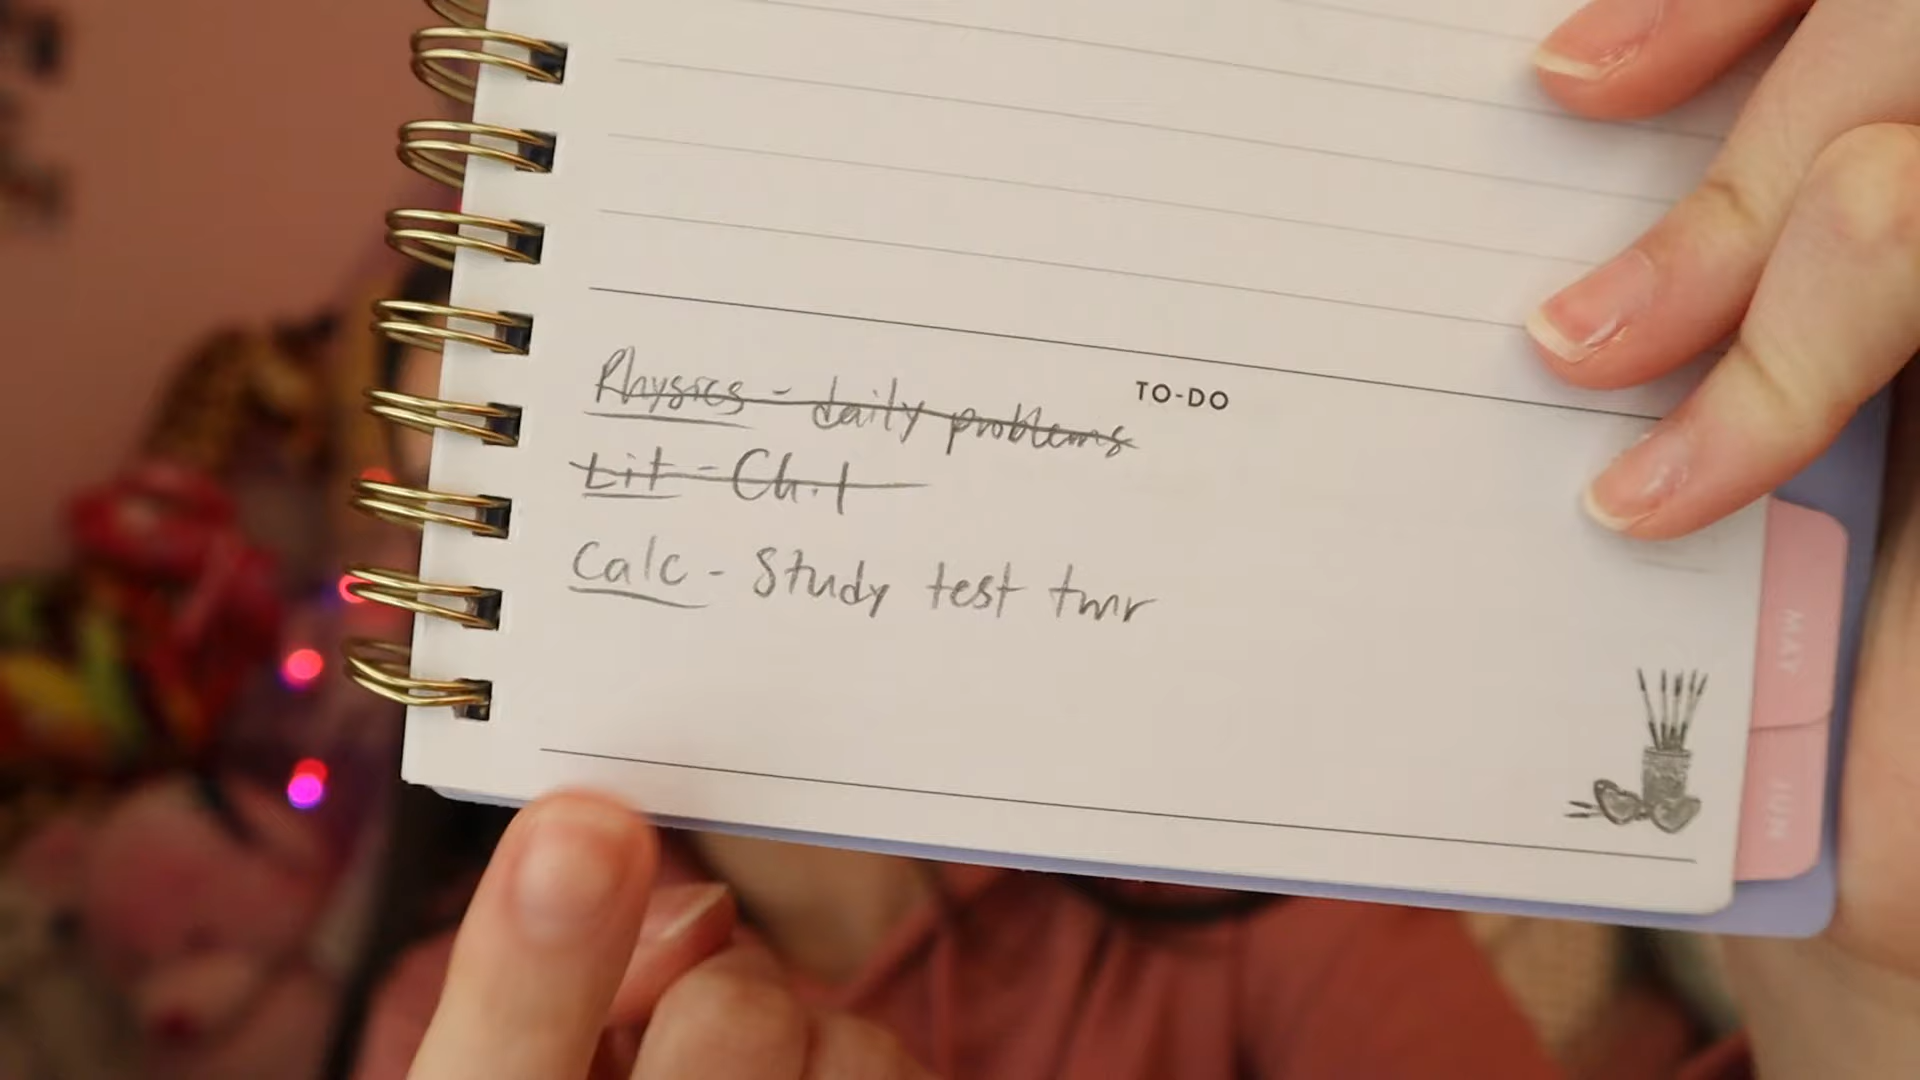 TO-DO
Physics - daily problems
Lit - Ch.1
Calc - Study test tmr
MAY
JUN